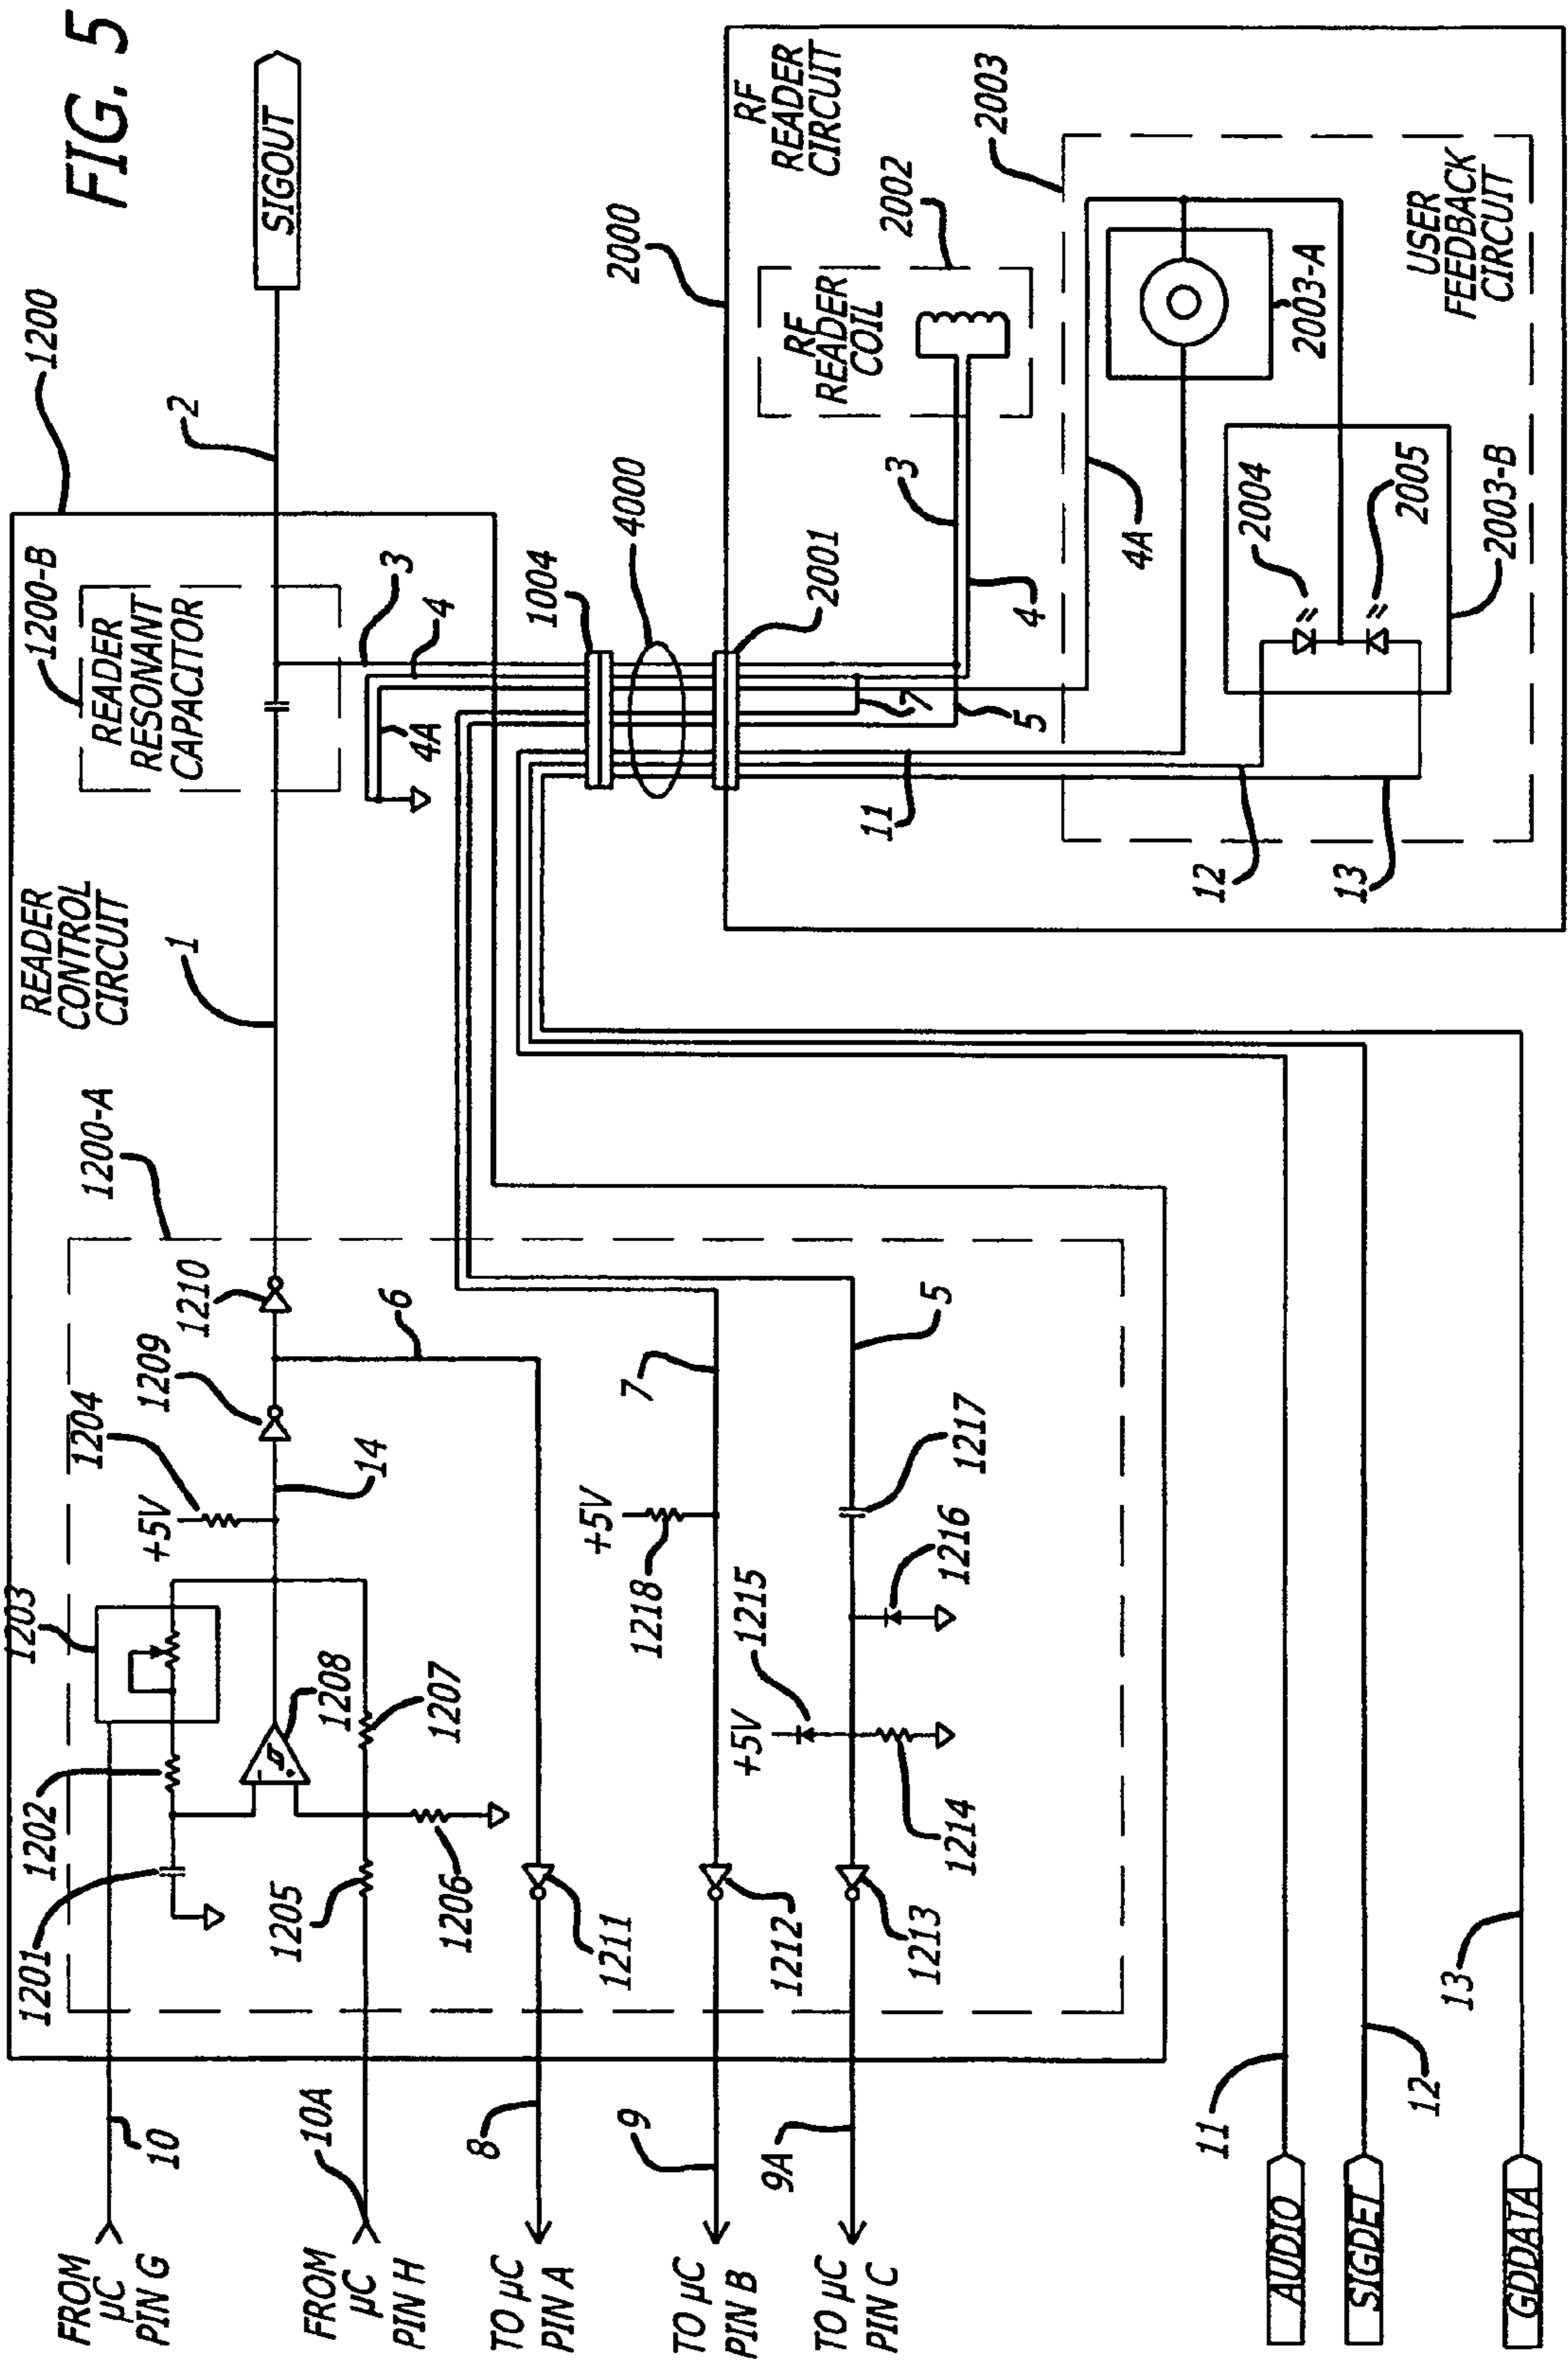 FIG. 5
SIGOUT
1200
2
1200-B
READER
RESONANT
CAPACITOR
3
4
4A
READER
CONTROL
CIRCUIT
1
1200-A
1210
1209
6
1204
+5V
14
1203
1202
1201
1208
1207
1205
1206
1211
7
+5V
1218
1212
5
1217
1216
1215
+5V
1214
1213
FROM
µC
PIN G
10
FROM
µC
PIN H
10A
TO µC
PIN A
8
TO µC
PIN B
9
TO µC
PIN C
9A
AUDIO
11
SIGDET
12
GDDATA
13
1004
4000
2001
2000
RF
READER
CIRCUIT
2002
RF
READER
COIL
3
4
7
5
11
12
13
2003
4A
2003-A
2004
2005
2003-B
USER
FEEDBACK
CIRCUIT